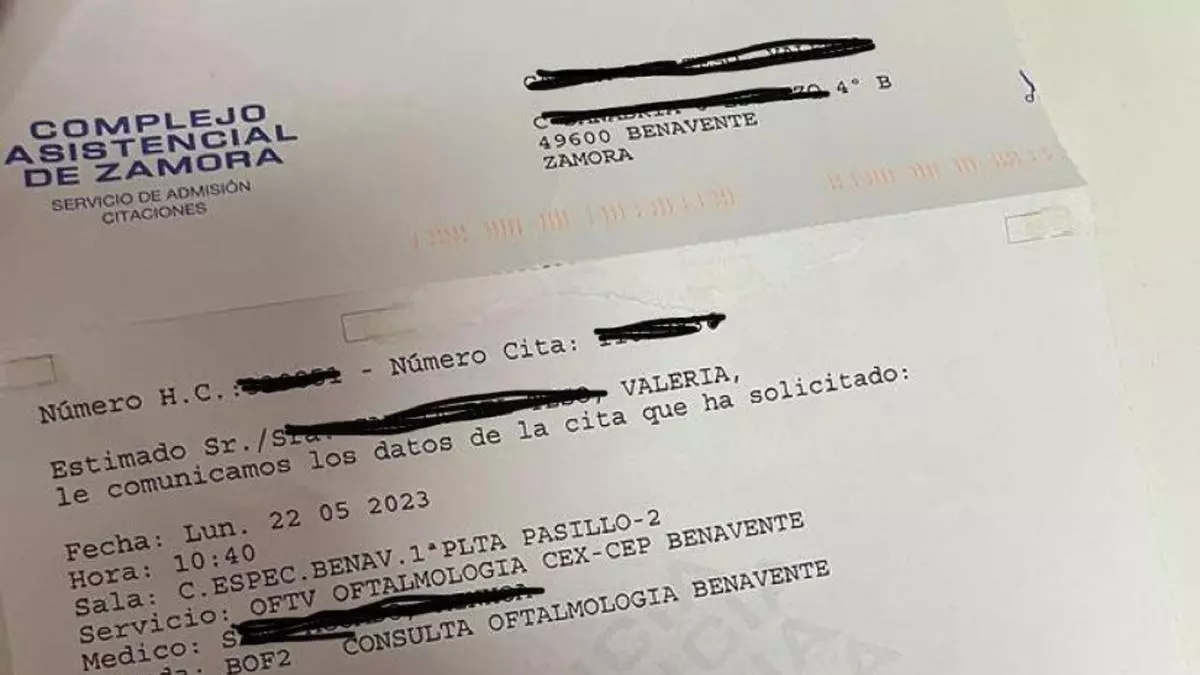 COMPLEJO
ASISTENCIAL
DE ZAMORA
SERVICIO DE ADMISIÓN
CITACIONES
4º B
49600 BENAVENTE
ZAMORA
Número H.C.: - Número Cita:
Estimado Sr./Sra. VALERIA,
le comunicamos los datos de la cita que ha solicitado:
Fecha: Lun. 22 05 2023
Hora: 10:40
Sala: C.ESPEC.BENAV.1ªPLTA PASILLO-2
Servicio: OFTV OFTALMOLOGIA CEX-CEP BENAVENTE
Medico:
BOF2 CONSULTA OFTALMOLOGIA BENAVENTE